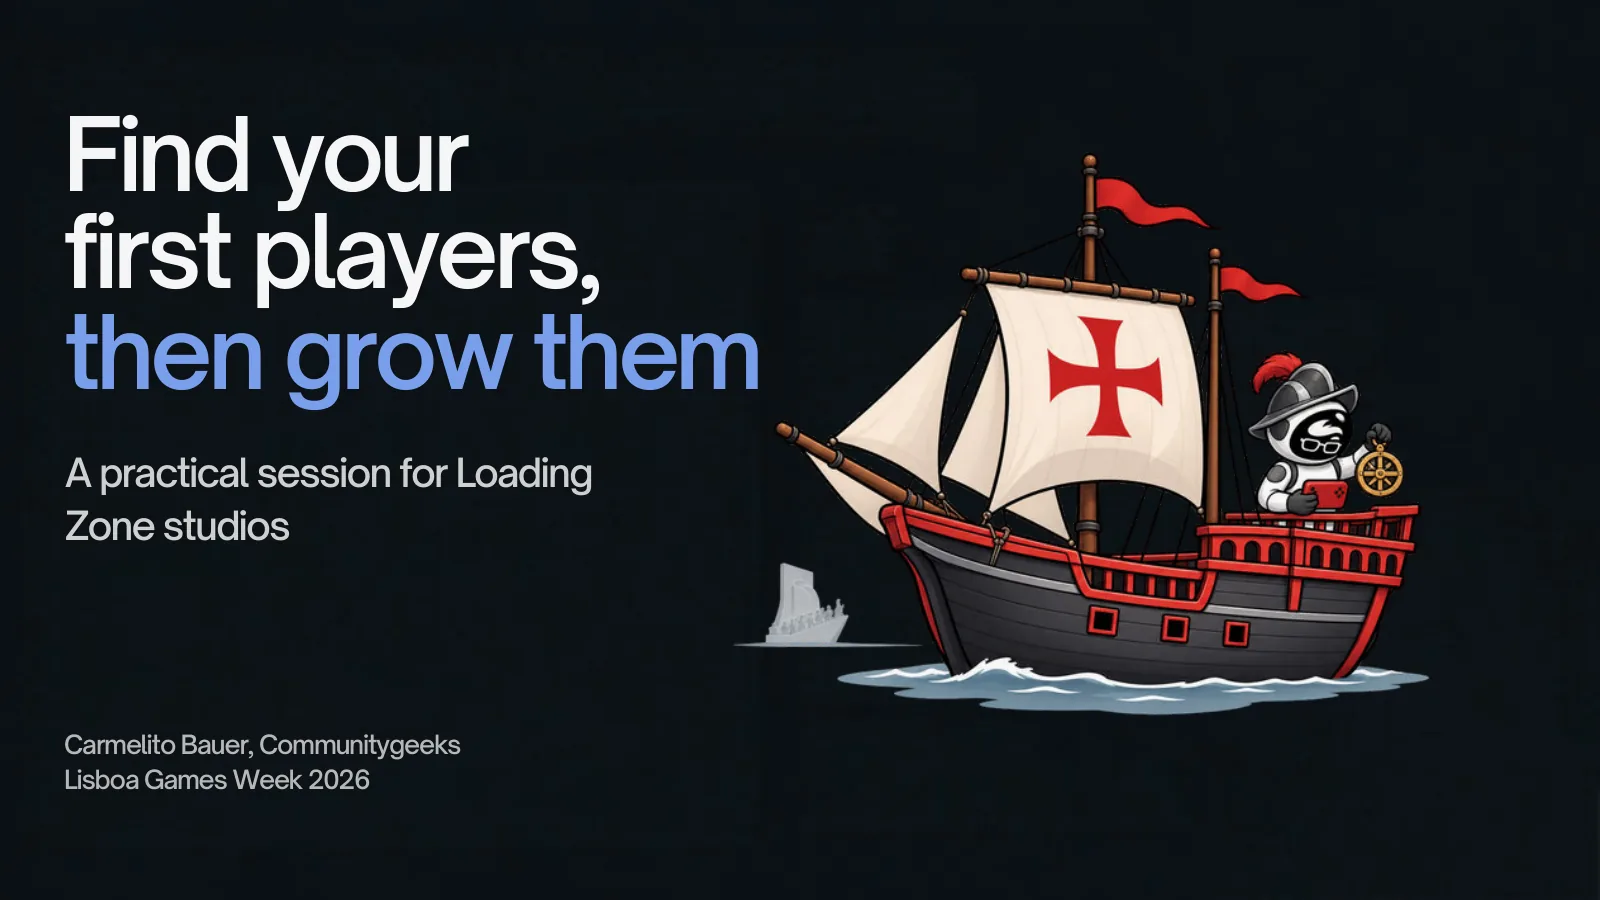 Find your
first players,
then grow them
A practical session for Loading
Zone studios
Carmelito Bauer, Communitygeeks
Lisboa Games Week 2026